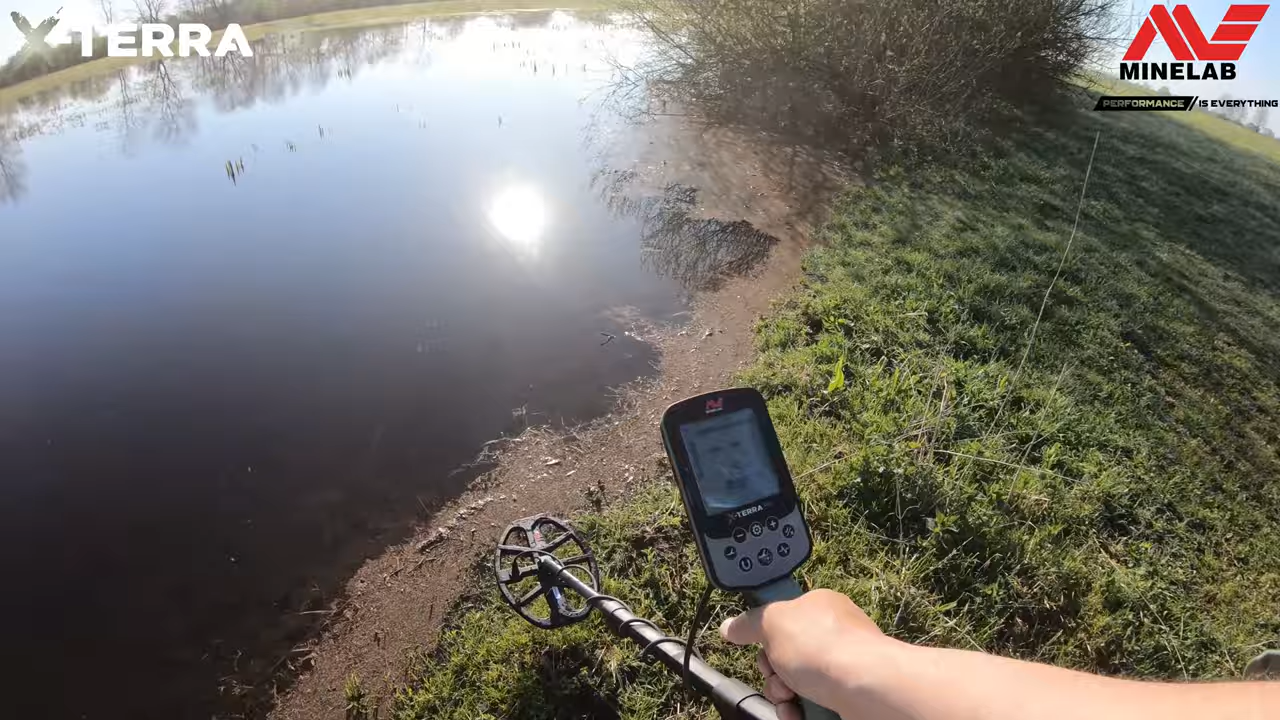 X-TERRA
MINELAB
PERFORMANCE IS EVERYTHING
X-TERRA